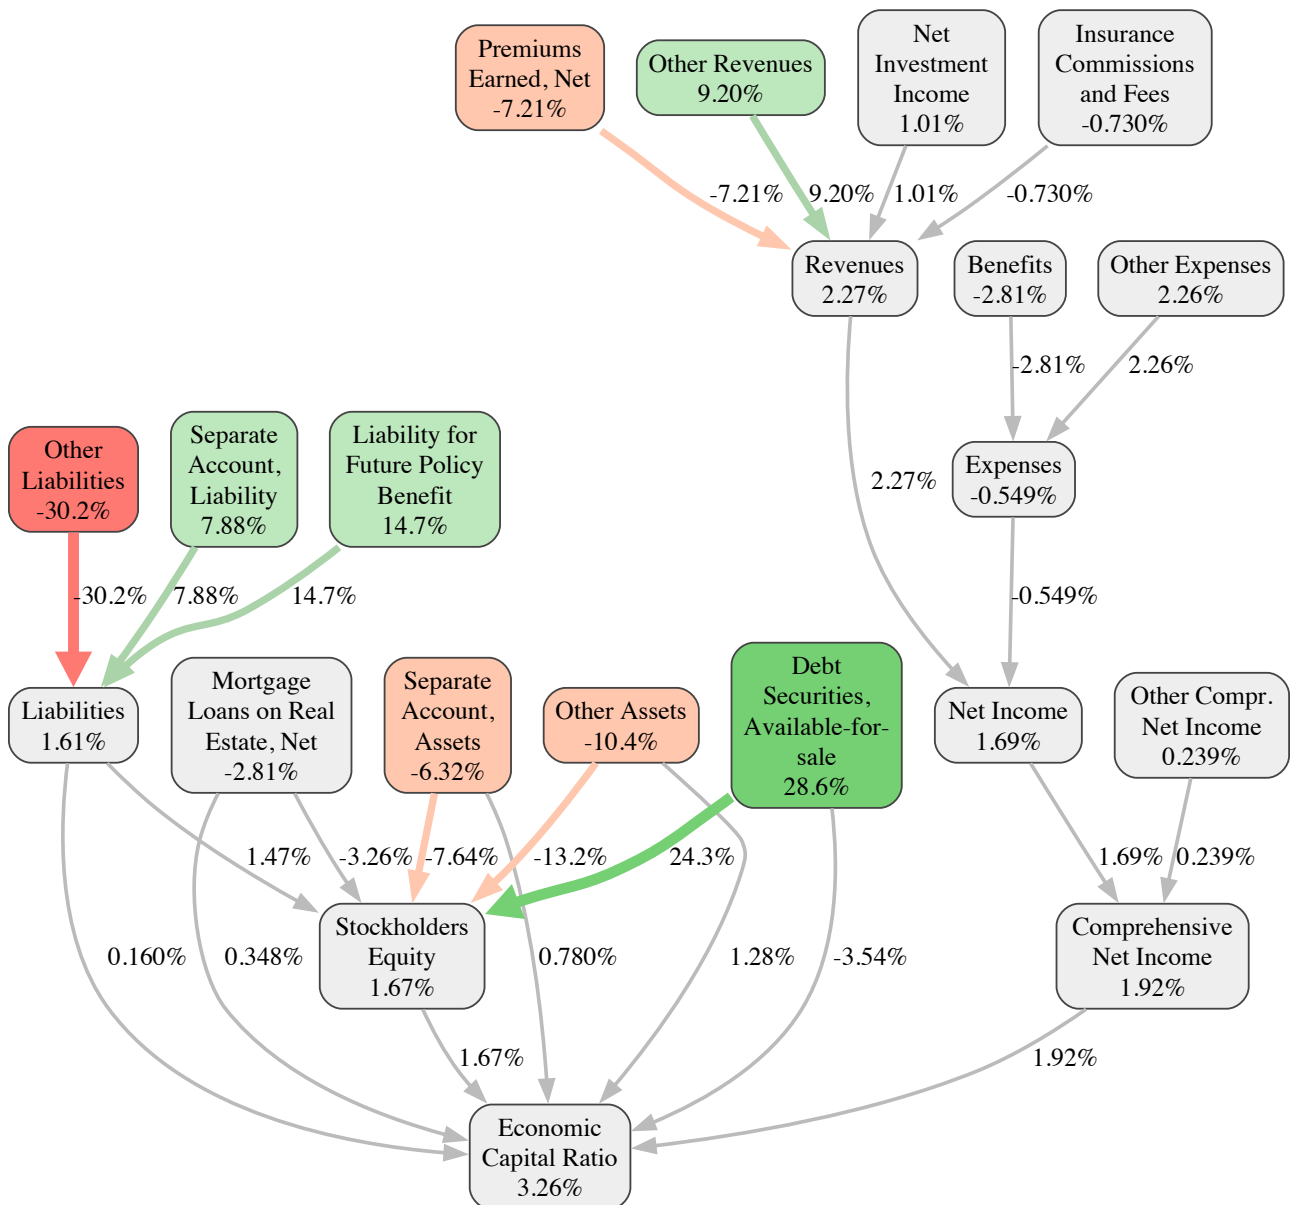 Premiums
Earned, Net
-7.21%
Other Revenues
9.20%
Net
Investment
Income
1.01%
Insurance
Commissions
and Fees
-0.730%
-7.21%
9.20%
1.01%
-0.730%
Revenues
2.27%
Benefits
-2.81%
Other Expenses
2.26%
-2.81%
2.26%
Other
Liabilities
-30.2%
Separate
Account,
Liability
7.88%
Liability for
Future Policy
Benefit
14.7%
2.27%
Expenses
-0.549%
-30.2%
7.88%
14.7%
-0.549%
Liabilities
1.61%
Mortgage
Loans on Real
Estate, Net
-2.81%
Separate
Account,
Assets
-6.32%
Other Assets
-10.4%
Debt
Securities,
Available-for-
sale
28.6%
Net Income
1.69%
Other Compr.
Net Income
0.239%
1.47%
-3.26%
-7.64%
-13.2%
24.3%
1.69%
0.239%
Stockholders
Equity
1.67%
Comprehensive
Net Income
1.92%
0.160%
0.348%
0.780%
1.28%
-3.54%
1.67%
1.92%
Economic
Capital Ratio
3.26%